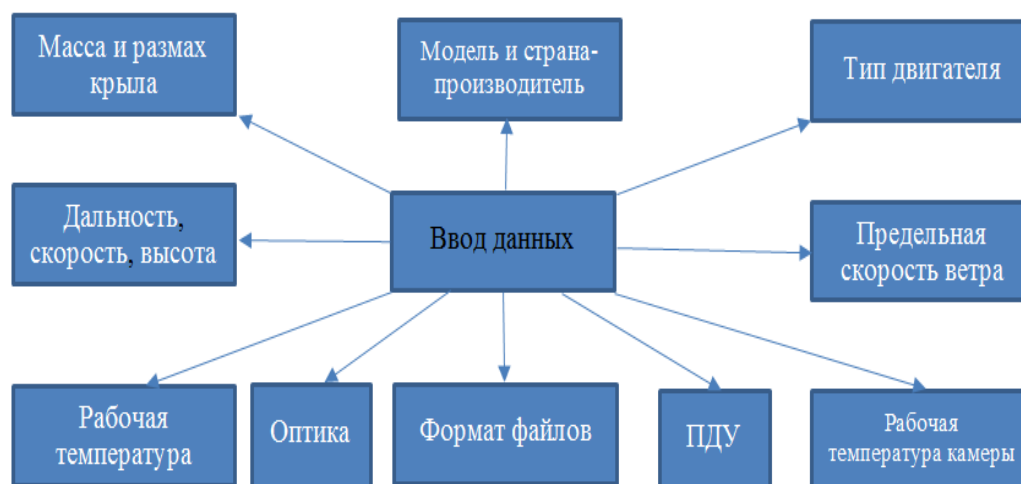 Масса и размах
крыла
Модель и страна-
производитель
Тип двигателя
Дальность,
скорость, высота
Ввод данных
Предельная
скорость ветра
Рабочая
температура
Оптика
Формат файлов
ПДУ
Рабочая
температура камеры